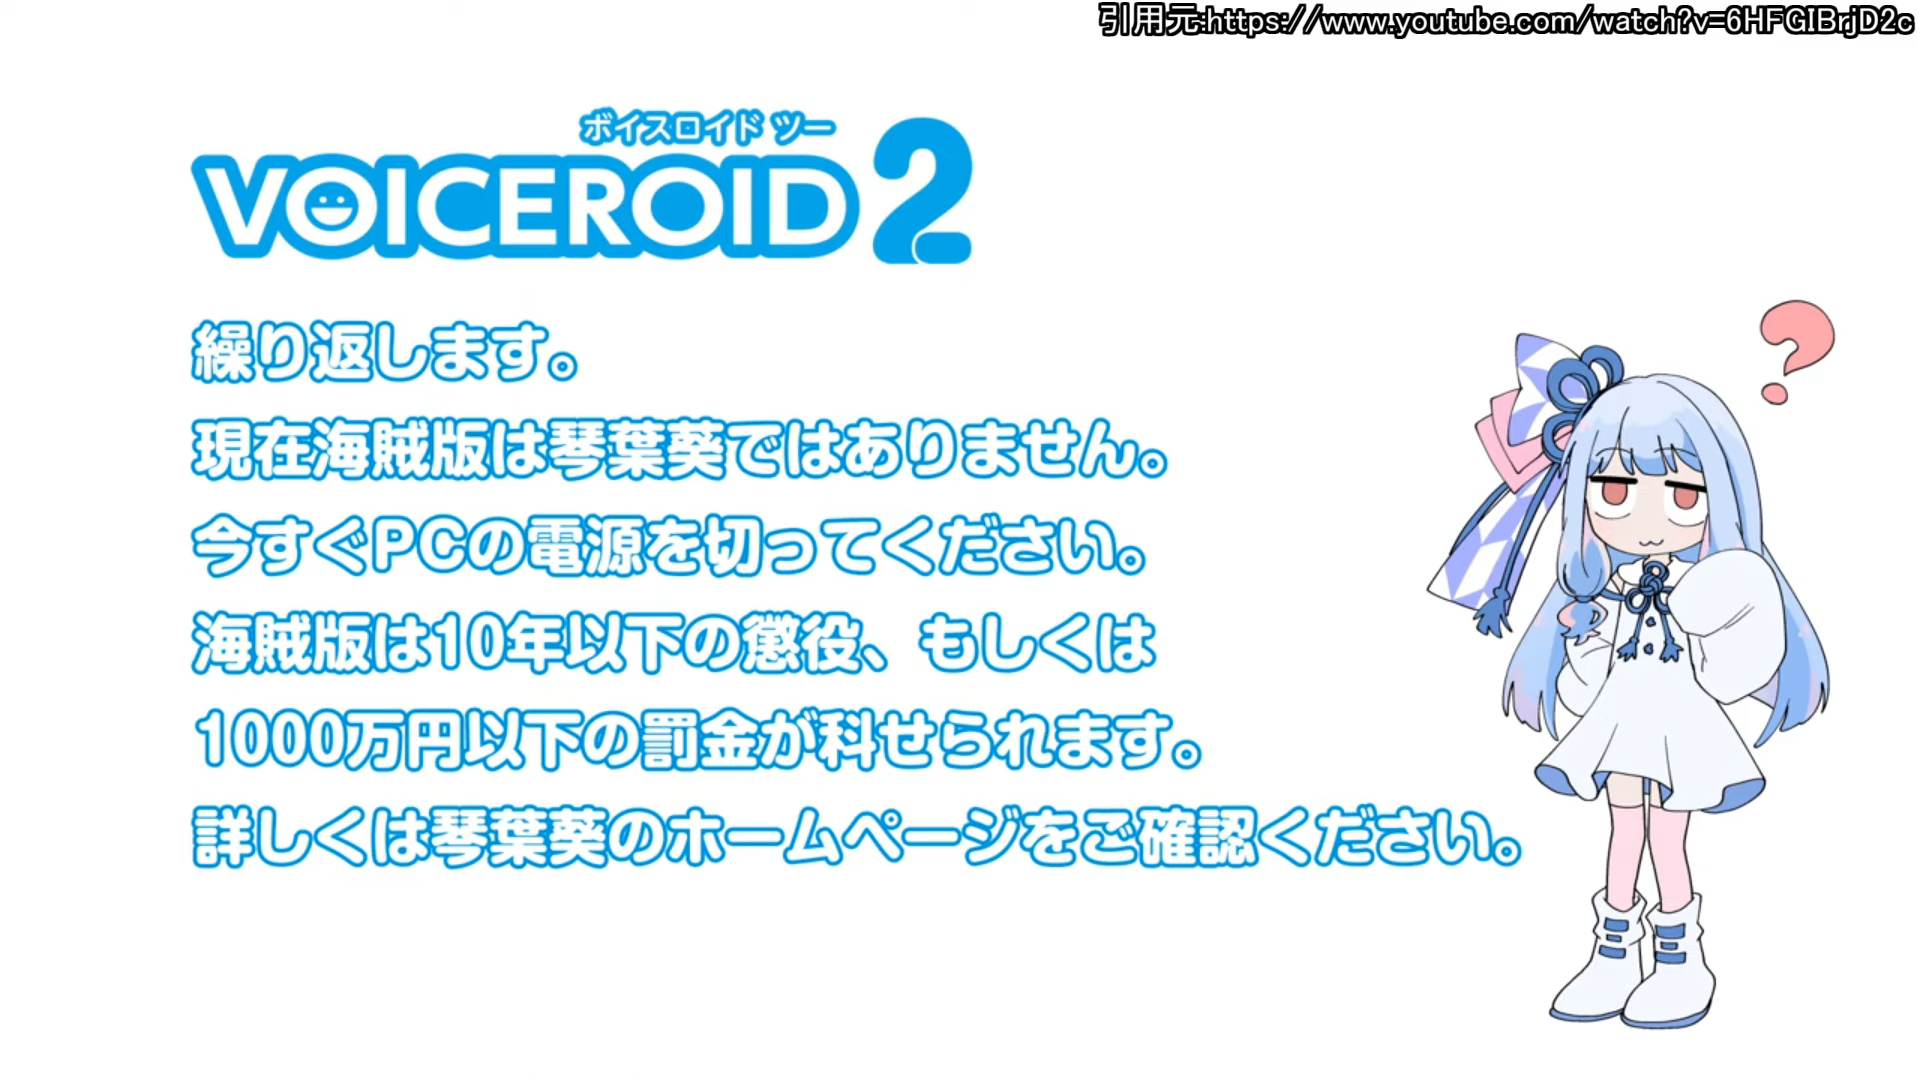 引用元:https://www.youtube.com/watch?v=6HFGIBrjD2c
ボイスロイド ツー
VOICEROID2
繰り返します。
現在海賊版は琴葉葵ではありません。
今すぐPCの電源を切ってください。
海賊版は10年以下の懲役、もしくは
1000万円以下の罰金が科せられます。
詳しくは琴葉葵のホームページをご確認ください。